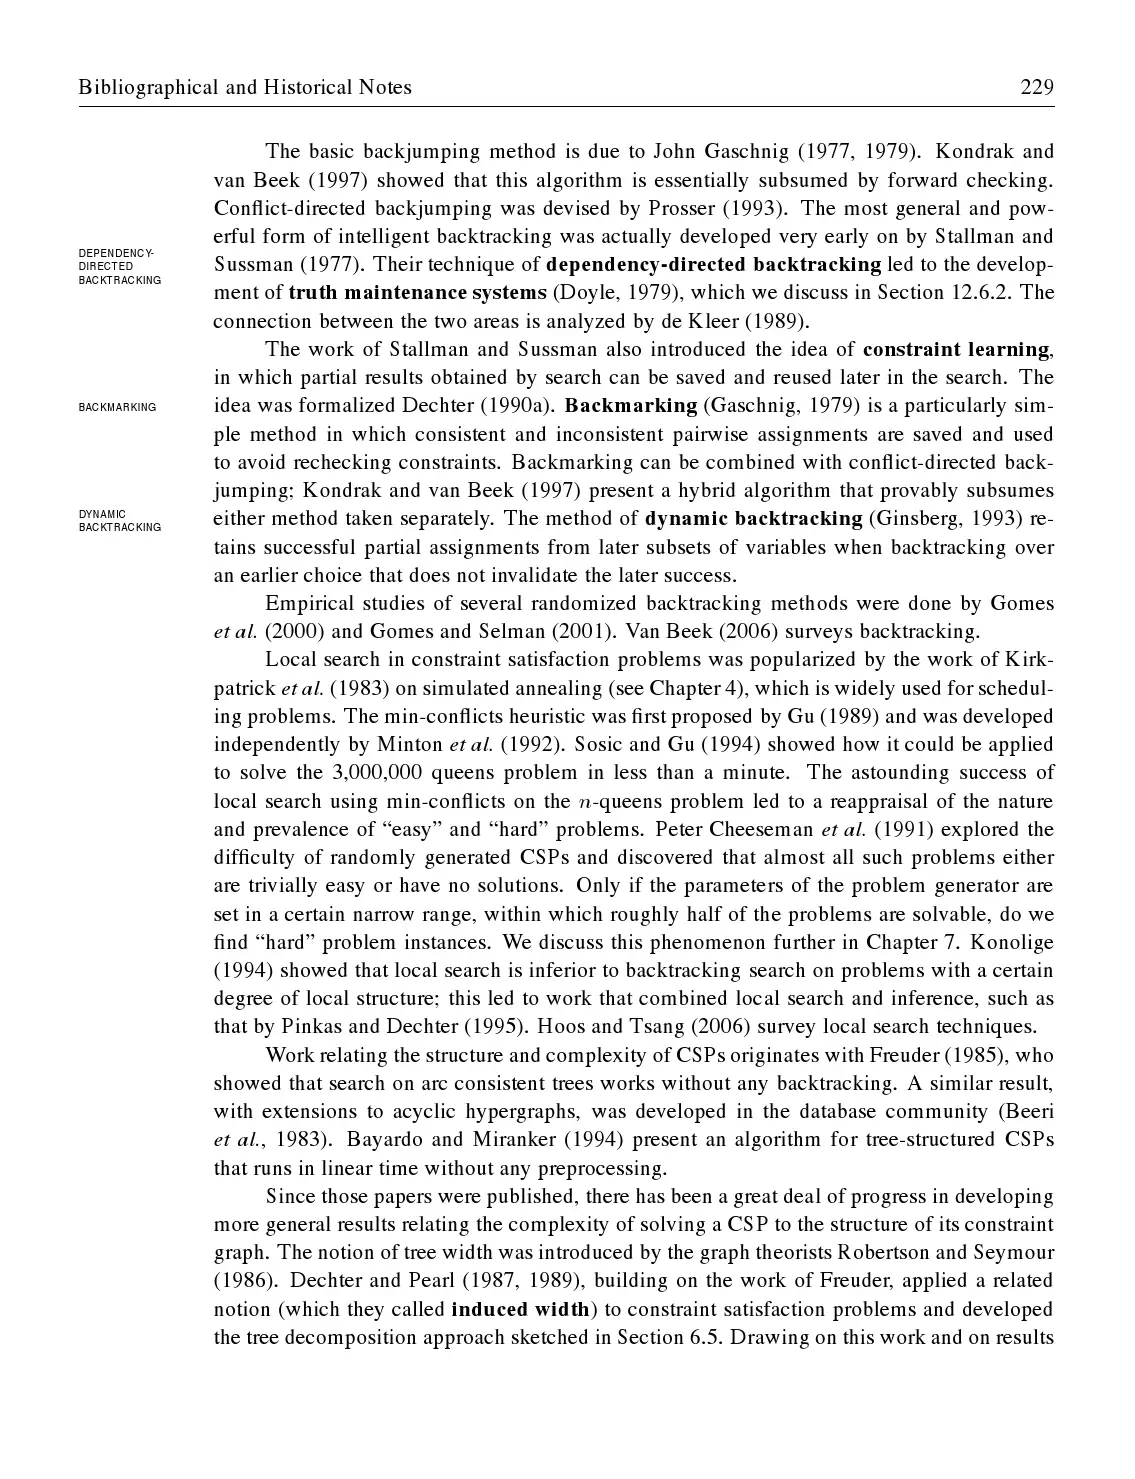 Bibliographical and Historical Notes 229
The basic backjumping method is due to John Gaschnig (1977, 1979). Kondrak and
van Beek (1997) showed that this algorithm is essentially subsumed by forward checking.
Conflict-directed backjumping was devised by Prosser (1993). The most general and pow-
erful form of intelligent backtracking was actually developed very early on by Stallman and
DEPENDENCY-
DIRECTED
BACKTRACKING
Sussman (1977). Their technique of dependency-directed backtracking led to the develop-
ment of truth maintenance systems (Doyle, 1979), which we discuss in Section 12.6.2. The
connection between the two areas is analyzed by de Kleer (1989).
The work of Stallman and Sussman also introduced the idea of constraint learning,
in which partial results obtained by search can be saved and reused later in the search. The
BACKMARKING
idea was formalized Dechter (1990a). Backmarking (Gaschnig, 1979) is a particularly sim-
ple method in which consistent and inconsistent pairwise assignments are saved and used
to avoid rechecking constraints. Backmarking can be combined with conflict-directed back-
jumping; Kondrak and van Beek (1997) present a hybrid algorithm that provably subsumes
DYNAMIC
BACKTRACKING
either method taken separately. The method of dynamic backtracking (Ginsberg, 1993) re-
tains successful partial assignments from later subsets of variables when backtracking over
an earlier choice that does not invalidate the later success.
Empirical studies of several randomized backtracking methods were done by Gomes
et al. (2000) and Gomes and Selman (2001). Van Beek (2006) surveys backtracking.
Local search in constraint satisfaction problems was popularized by the work of Kirk-
patrick et al. (1983) on simulated annealing (see Chapter 4), which is widely used for schedul-
ing problems. The min-conflicts heuristic was first proposed by Gu (1989) and was developed
independently by Minton et al. (1992). Sosic and Gu (1994) showed how it could be applied
to solve the 3,000,000 queens problem in less than a minute. The astounding success of
local search using min-conflicts on the n-queens problem led to a reappraisal of the nature
and prevalence of “easy” and “hard” problems. Peter Cheeseman et al. (1991) explored the
difficulty of randomly generated CSPs and discovered that almost all such problems either
are trivially easy or have no solutions. Only if the parameters of the problem generator are
set in a certain narrow range, within which roughly half of the problems are solvable, do we
find “hard” problem instances. We discuss this phenomenon further in Chapter 7. Konolige
(1994) showed that local search is inferior to backtracking search on problems with a certain
degree of local structure; this led to work that combined local search and inference, such as
that by Pinkas and Dechter (1995). Hoos and Tsang (2006) survey local search techniques.
Work relating the structure and complexity of CSPs originates with Freuder (1985), who
showed that search on arc consistent trees works without any backtracking. A similar result,
with extensions to acyclic hypergraphs, was developed in the database community (Beeri
et al., 1983). Bayardo and Miranker (1994) present an algorithm for tree-structured CSPs
that runs in linear time without any preprocessing.
Since those papers were published, there has been a great deal of progress in developing
more general results relating the complexity of solving a CSP to the structure of its constraint
graph. The notion of tree width was introduced by the graph theorists Robertson and Seymour
(1986). Dechter and Pearl (1987, 1989), building on the work of Freuder, applied a related
notion (which they called induced width) to constraint satisfaction problems and developed
the tree decomposition approach sketched in Section 6.5. Drawing on this work and on results